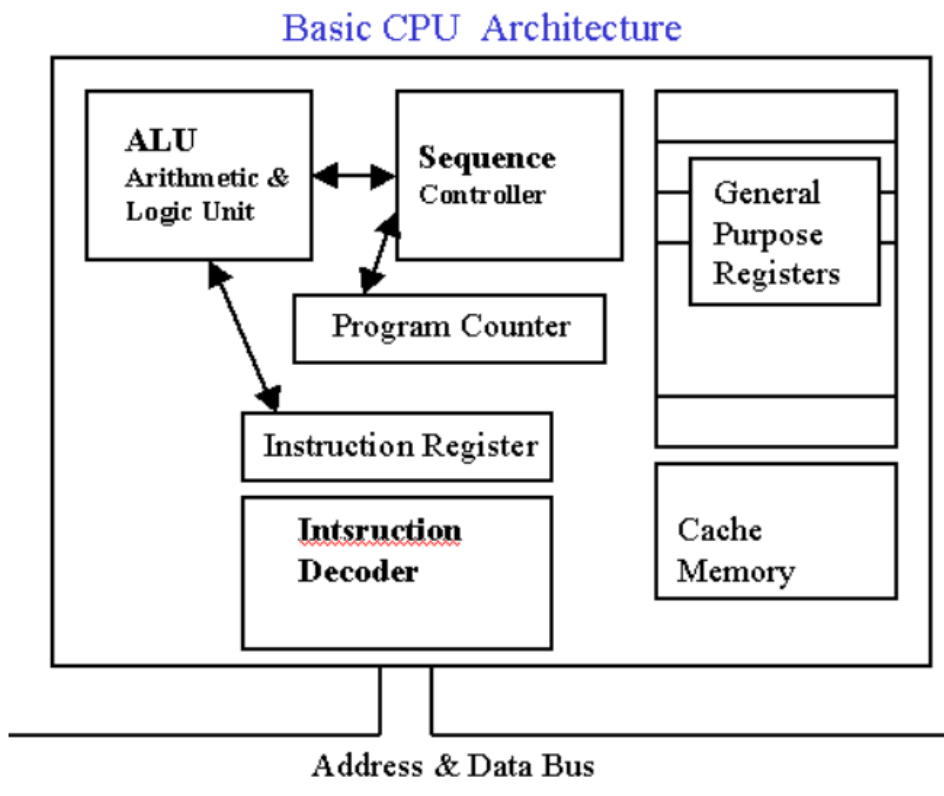 Basic CPU Architecture
ALU
Arithmetic &
Logic Unit
Sequence
Controller
General
Purpose
Registers
Program Counter
Instruction Register
Intsruction
Decoder
Cache
Memory
Address & Data Bus